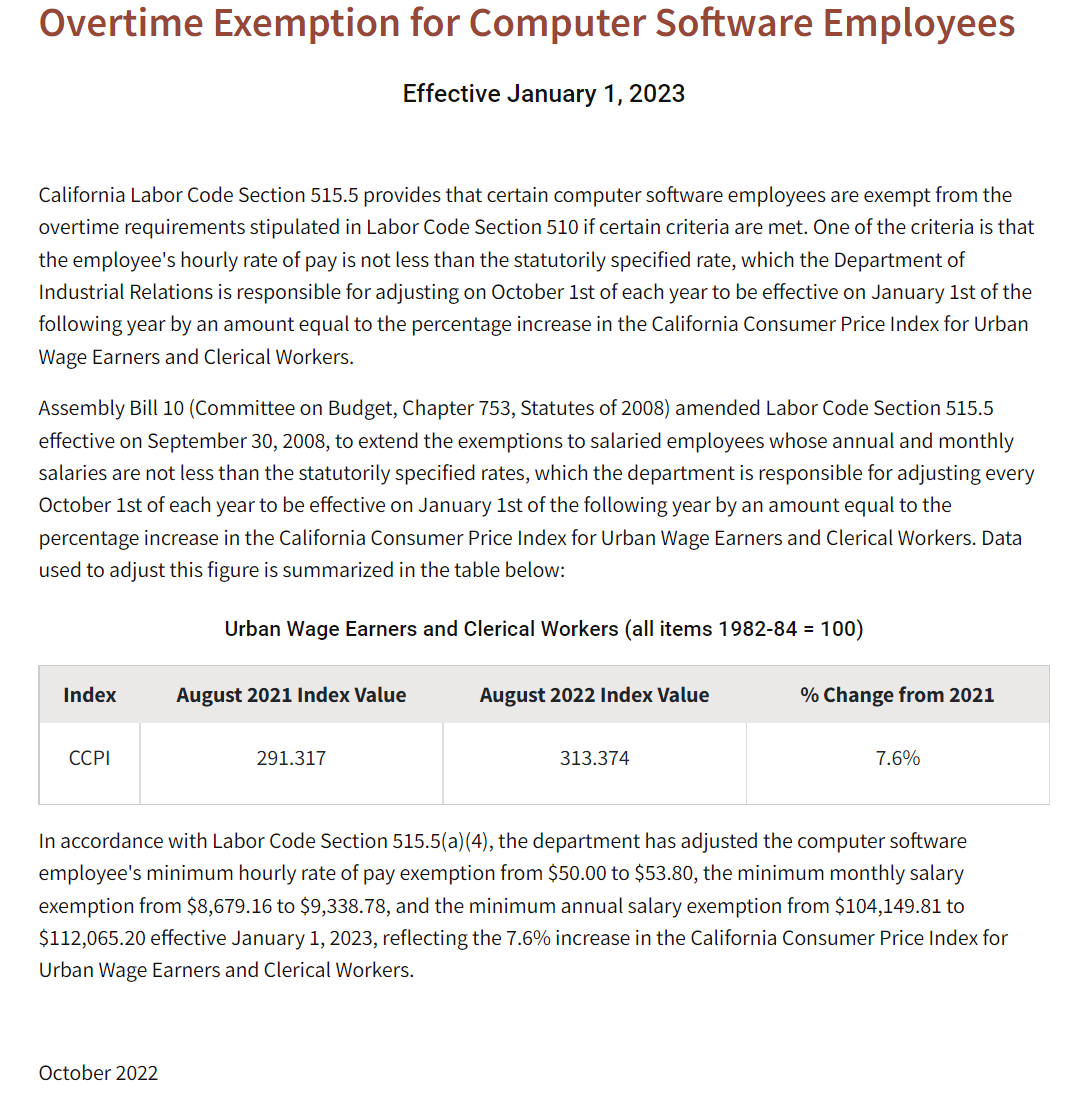 Overtime Exemption for Computer Software Employees
Effective January 1, 2023
California Labor Code Section 515.5 provides that certain computer software employees are exempt from the
overtime requirements stipulated in Labor Code Section 510 if certain criteria are met. One of the criteria is that
the employee's hourly rate of pay is not less than the statutorily specified rate, which the Department of
Industrial Relations is responsible for adjusting on October 1st of each year to be effective on January 1st of the
following year by an amount equal to the percentage increase in the California Consumer Price Index for Urban
Wage Earners and Clerical Workers.
Assembly Bill 10 (Committee on Budget, Chapter 753, Statutes of 2008) amended Labor Code Section 515.5
effective on September 30, 2008, to extend the exemptions to salaried employees whose annual and monthly
salaries are not less than the statutorily specified rates, which the department is responsible for adjusting every
October 1st of each year to be effective on January 1st of the following year by an amount equal to the
percentage increase in the California Consumer Price Index for Urban Wage Earners and Clerical Workers. Data
used to adjust this figure is summarized in the table below:
Urban Wage Earners and Clerical Workers (all items 1982-84 = 100)
Index August 2021 Index Value August 2022 Index Value % Change from 2021
CCPI 291.317 313.374 7.6%
In accordance with Labor Code Section 515.5(a)(4), the department has adjusted the computer software
employee's minimum hourly rate of pay exemption from $50.00 to $53.80, the minimum monthly salary
exemption from $8,679.16 to $9,338.78, and the minimum annual salary exemption from $104,149.81 to
$112,065.20 effective January 1, 2023, reflecting the 7.6% increase in the California Consumer Price Index for
Urban Wage Earners and Clerical Workers.
October 2022